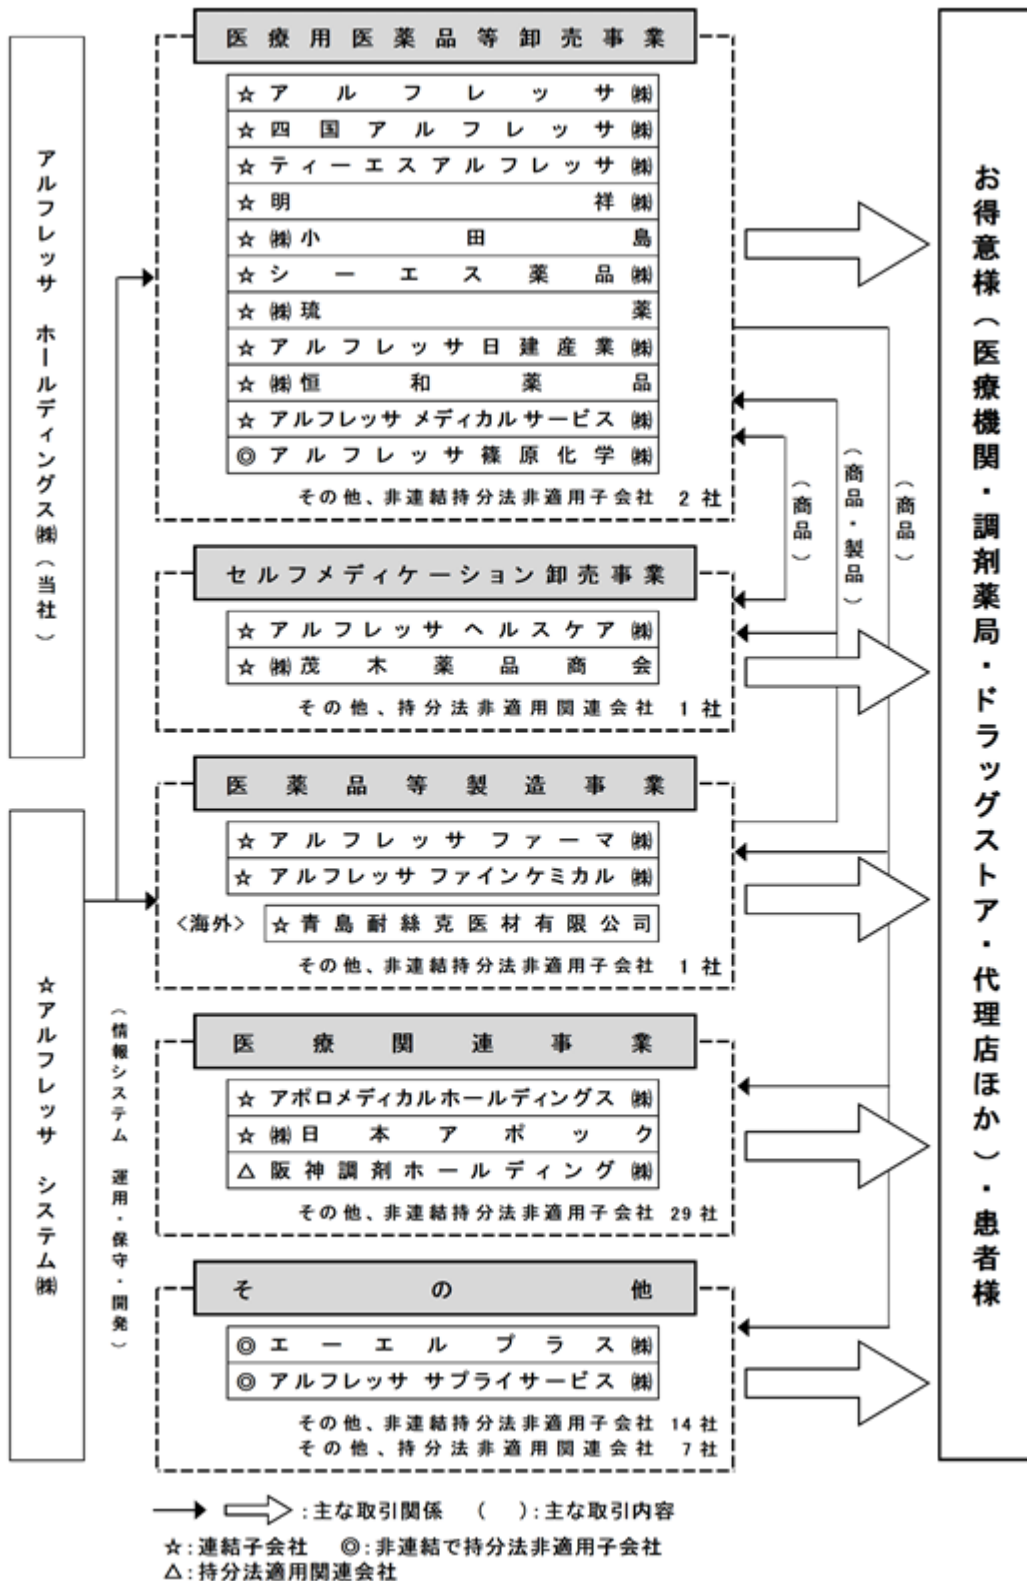 アルフレッサ ホールディングス㈱（当社）
☆アルフレッサ システム㈱
（情報システム 運用・保守・開発）
医療用医薬品等卸売事業
☆アルフレッサ㈱
☆四国アルフレッサ㈱
☆ティーエスアルフレッサ㈱
☆明祥㈱
☆㈱小田島
☆シーエス薬品㈱
☆㈱琉薬
☆アルフレッサ日建産業㈱
☆㈱恒和薬品
☆アルフレッサ メディカルサービス㈱
◎アルフレッサ篠原化学㈱
その他、非連結持分法非適用子会社 2社
セルフメディケーション卸売事業
☆アルフレッサ ヘルスケア㈱
☆㈱茂木薬品商会
その他、持分法非適用関連会社 1社
医薬品等製造事業
☆アルフレッサ ファーマ㈱
☆アルフレッサ ファインケミカル㈱
<海外> ☆青島耐絲克医材有限公司
その他、非連結持分法非適用子会社 1社
医療関連事業
☆アポロメディカルホールディングス㈱
☆㈱日本アポック
△阪神調剤ホールディング㈱
その他、非連結持分法非適用子会社 29社
その他
◎エーエル プラス㈱
◎アルフレッサ サプライサービス㈱
その他、非連結持分法非適用子会社 14社
その他、持分法非適用関連会社 7社
（商品）
（商品・製品）
（商品）
お得意様（医療機関・調剤薬局・ドラッグストア・代理店ほか）・患者様
:主な取引関係 （ ）:主な取引内容
☆:連結子会社 ◎:非連結で持分法非適用子会社
△:持分法適用関連会社